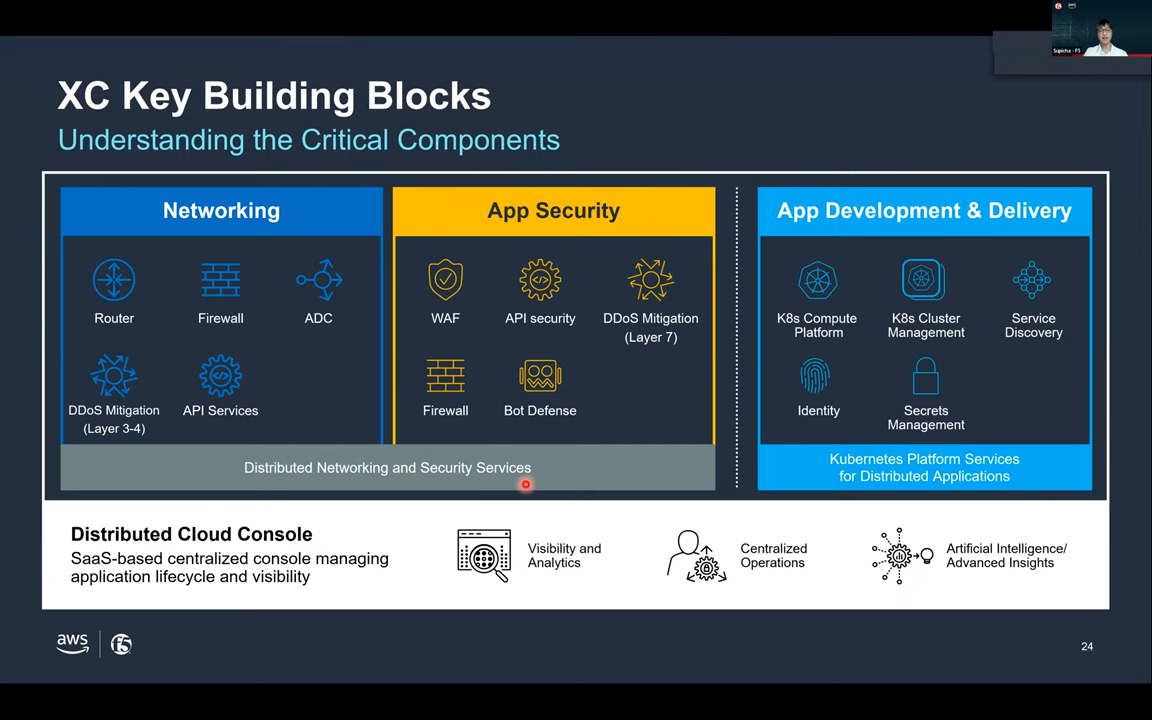 Supicha - F5
XC Key Building Blocks
Understanding the Critical Components
Networking
Router
Firewall
ADC
DDoS Mitigation
(Layer 3-4)
API Services
App Security
WAF
API security
DDoS Mitigation
(Layer 7)
Firewall
Bot Defense
Distributed Networking and Security Services
App Development & Delivery
K8s Compute
Platform
K8s Cluster
Management
Service
Discovery
Identity
Secrets
Management
Kubernetes Platform Services
for Distributed Applications
Distributed Cloud Console
SaaS-based centralized console managing
application lifecycle and visibility
Visibility and
Analytics
Centralized
Operations
Artificial Intelligence/
Advanced Insights
aws
f5
24